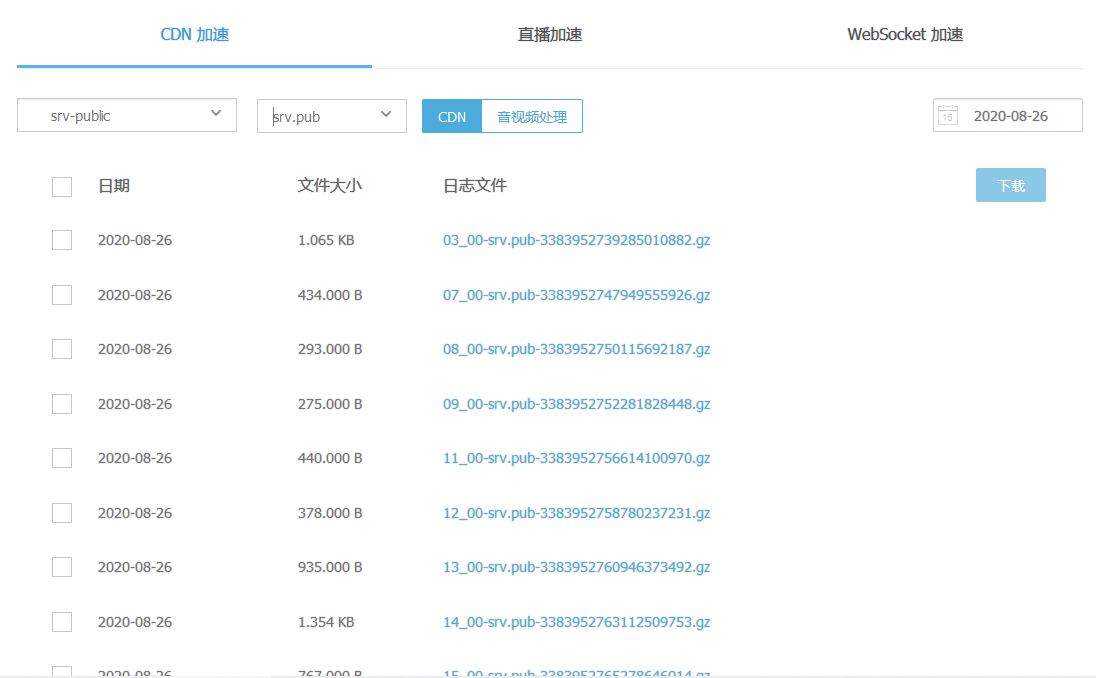 CDN 加速 直播加速 WebSocket 加速
srv-public srv.pub CDN 音视频处理 15 2020-08-26
日期 文件大小 日志文件 下载
2020-08-26 1.065 KB 03_00-srv.pub-3383952739285010882.gz
2020-08-26 434.000 B 07_00-srv.pub-3383952747949555926.gz
2020-08-26 293.000 B 08_00-srv.pub-3383952750115692187.gz
2020-08-26 275.000 B 09_00-srv.pub-3383952752281828448.gz
2020-08-26 440.000 B 11_00-srv.pub-3383952756614100970.gz
2020-08-26 378.000 B 12_00-srv.pub-3383952758780237231.gz
2020-08-26 935.000 B 13_00-srv.pub-3383952760946373492.gz
2020-08-26 1.354 KB 14_00-srv.pub-3383952763112509753.gz
2020-08-26 767.000 B 15_00-srv.pub-3383952765278646014.gz